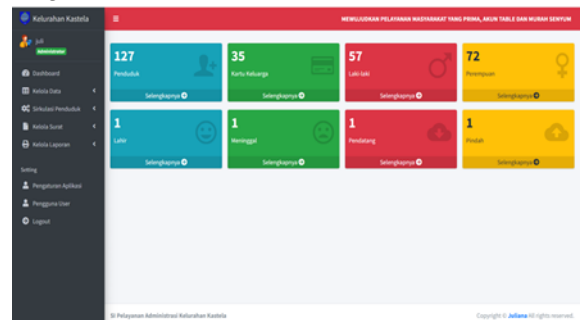 Kelurahan Kastela
MEWUJUDKAN PELAYANAN MASYARAKAT YANG PRIMA, AKUN TABLE DAN MURAH SENYUM
juli
Administrator
Dashboard
Kelola Data
Sirkulasi Penduduk
Kelola Surat
Kelola Laporan
Setting
Pengaturan Aplikasi
Pengguna User
Logout
127
Penduduk
Selengkapnya
35
Kartu Keluarga
Selengkapnya
57
Laki-laki
Selengkapnya
72
Perempuan
Selengkapnya
1
Lahir
Selengkapnya
1
Meninggal
Selengkapnya
1
Pendatang
Selengkapnya
1
Pindah
Selengkapnya
SI Pelayanan Administrasi Kelurahan Kastela
Copyright © Juliana All rights reserved.